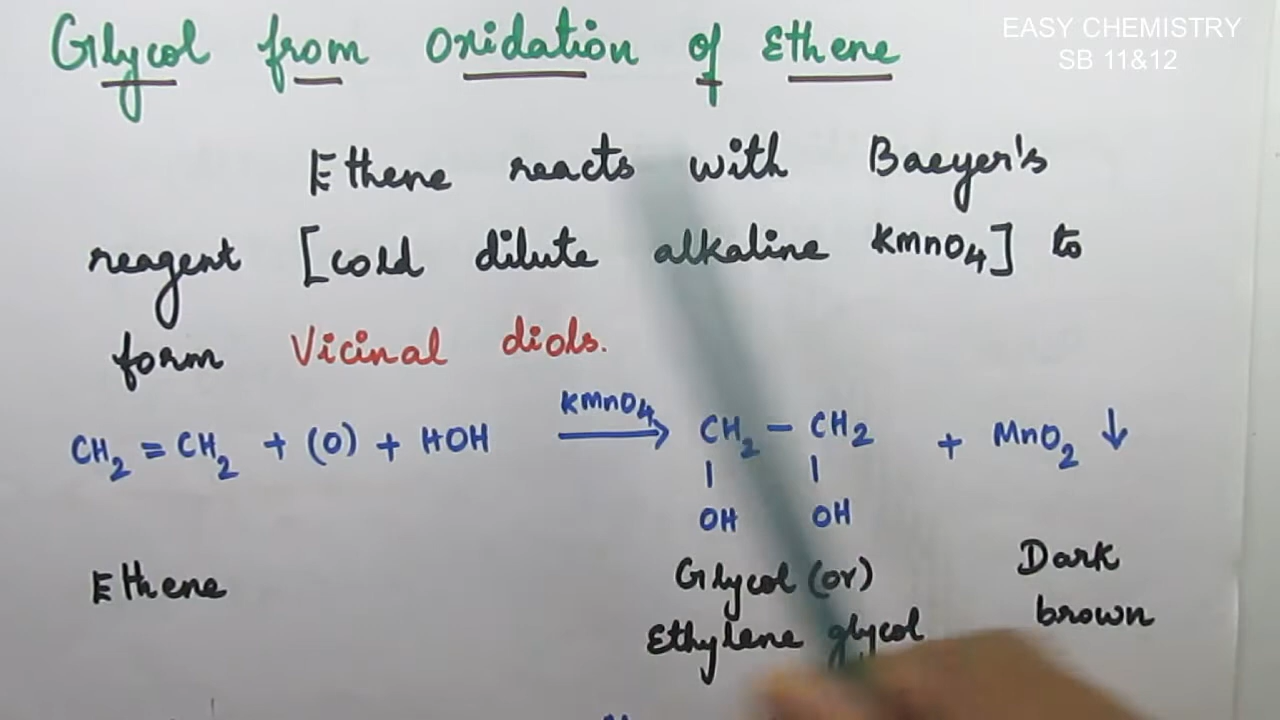 EASY CHEMISTRY
SB 11&12
Glycol from Oxidation of Ethene
Ethene reacts with Baeyer's
reagent [cold dilute alkaline KmnO4] to
form Vicinal diols.
CH2 = CH2 + (O) + HOH KMnO4 → CH2 – CH2 + MnO2 ↓
OH OH
Ethene Glycol (or) Dark
Ethylene glycol brown